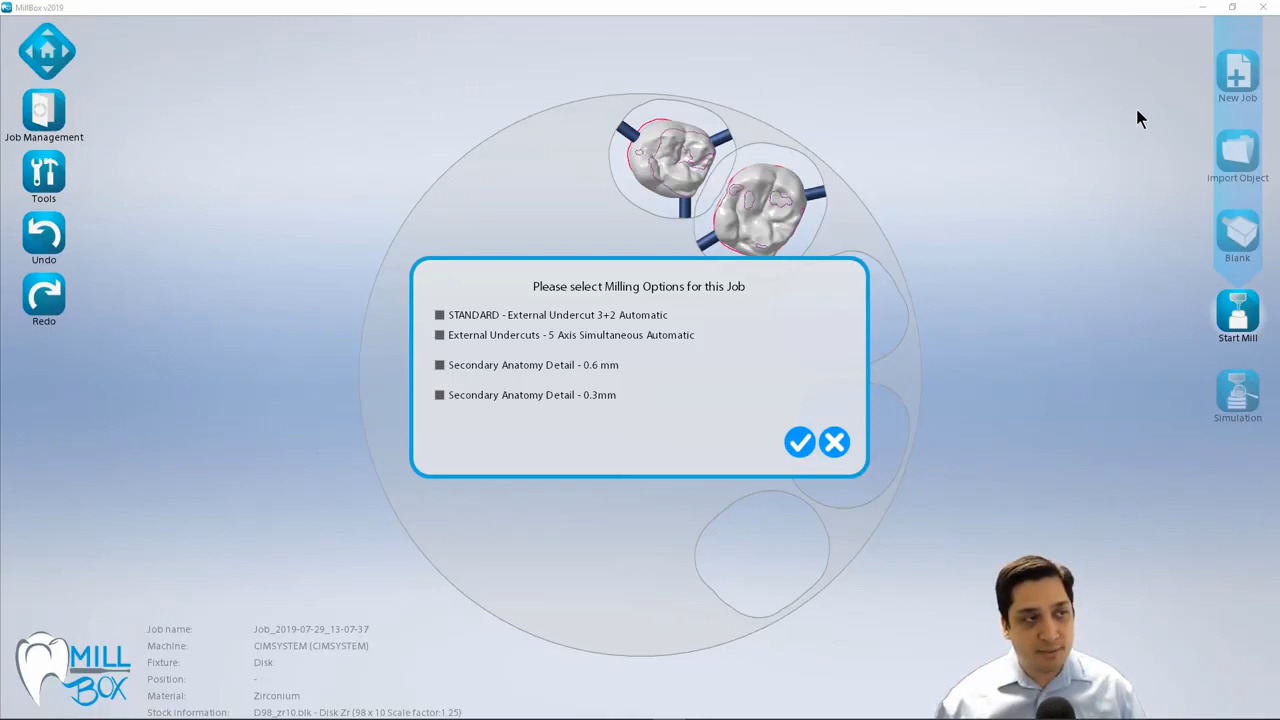 MillBox v2019
Job Management
Tools
Undo
Redo
New Job
Import Object
Blank
Start Mill
Simulation
Please select Milling Options for this Job
STANDARD - External Undercut 3+2 Automatic
External Undercuts - 5 Axis Simultaneous Automatic
Secondary Anatomy Detail - 0.6 mm
Secondary Anatomy Detail - 0.3mm
MILL
BOX
Job name: Job_2019-07-29_13-07-37
Machine: CIMSYSTEM (CIMSYSTEM)
Fixture: Disk
Position: -
Material: Zirconium
Stock information: D98_zr10.blk - Disk Zr (98 x 10 Scale factor:1.25)